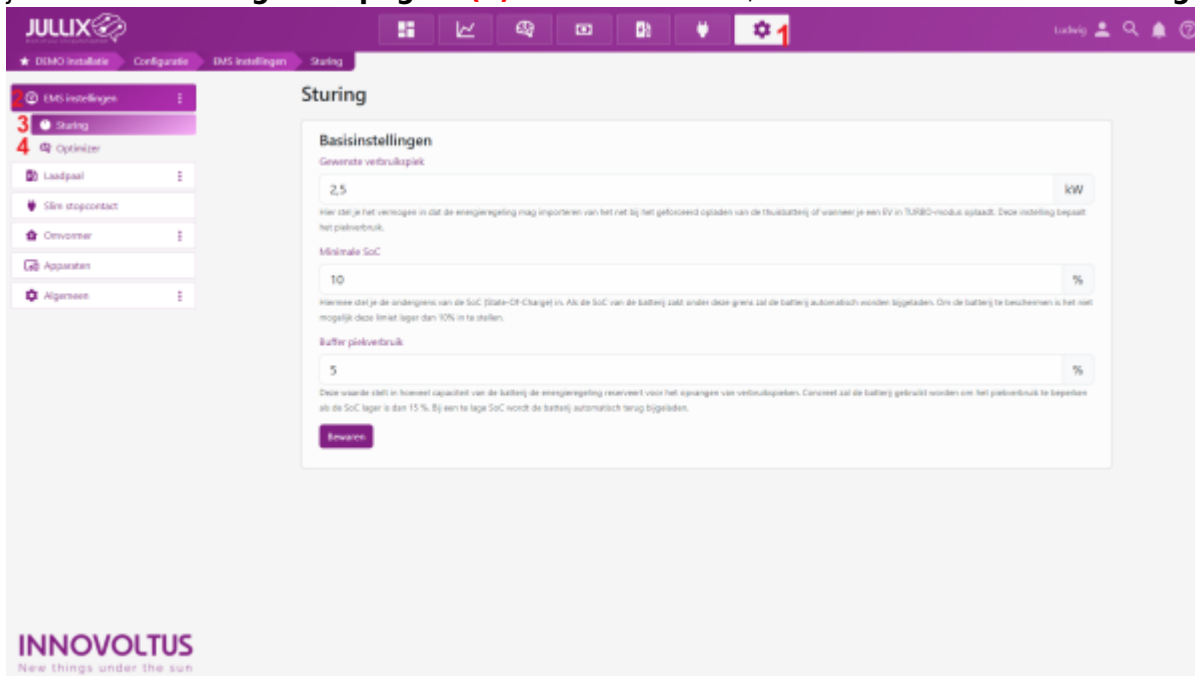 JULLIX
1
Ludwig
DEMO Installatie
Configuratie
EMS instellingen
Sturing
2
EMS instellingen
3
Sturing
4
Optimizer
Laadpaal
Slim stopcontact
Omvormer
Apparaten
Algemeen
Sturing
Basisinstellingen
Gewenste verbruikspiek
2,5
kW
Hier stel je het vermogen in dat de energieregeling mag importeren van het net bij het geforceerd opladen van de thuisbatterij of wanneer je een EV in TURBO-modus oplaadt. Deze instelling bepaalt
het piekverbruik.
Minimale SoC
10
%
Hiermee stel je de ondergrens van de SoC (State-Of-Charge) in. Als de SoC van de batterij zakt onder deze grens zal de batterij automatisch worden bijgeladen. Om de batterij te beschermen is het niet
mogelijk deze limiet lager dan 10% in te stellen.
Buffer piekverbruik
5
%
Deze waarde stelt in hoeveel capaciteit van de batterij de energieregeling reserveert voor het opvangen van verbruikspieken. Concreet zal de batterij gebruikt worden om het piekverbruik te beperken
als de SoC lager is dan 15 %. Bij een te lage SoC wordt de batterij automatisch terug bijgeladen.
Bewaren
INNOVOLTUS
New things under the sun